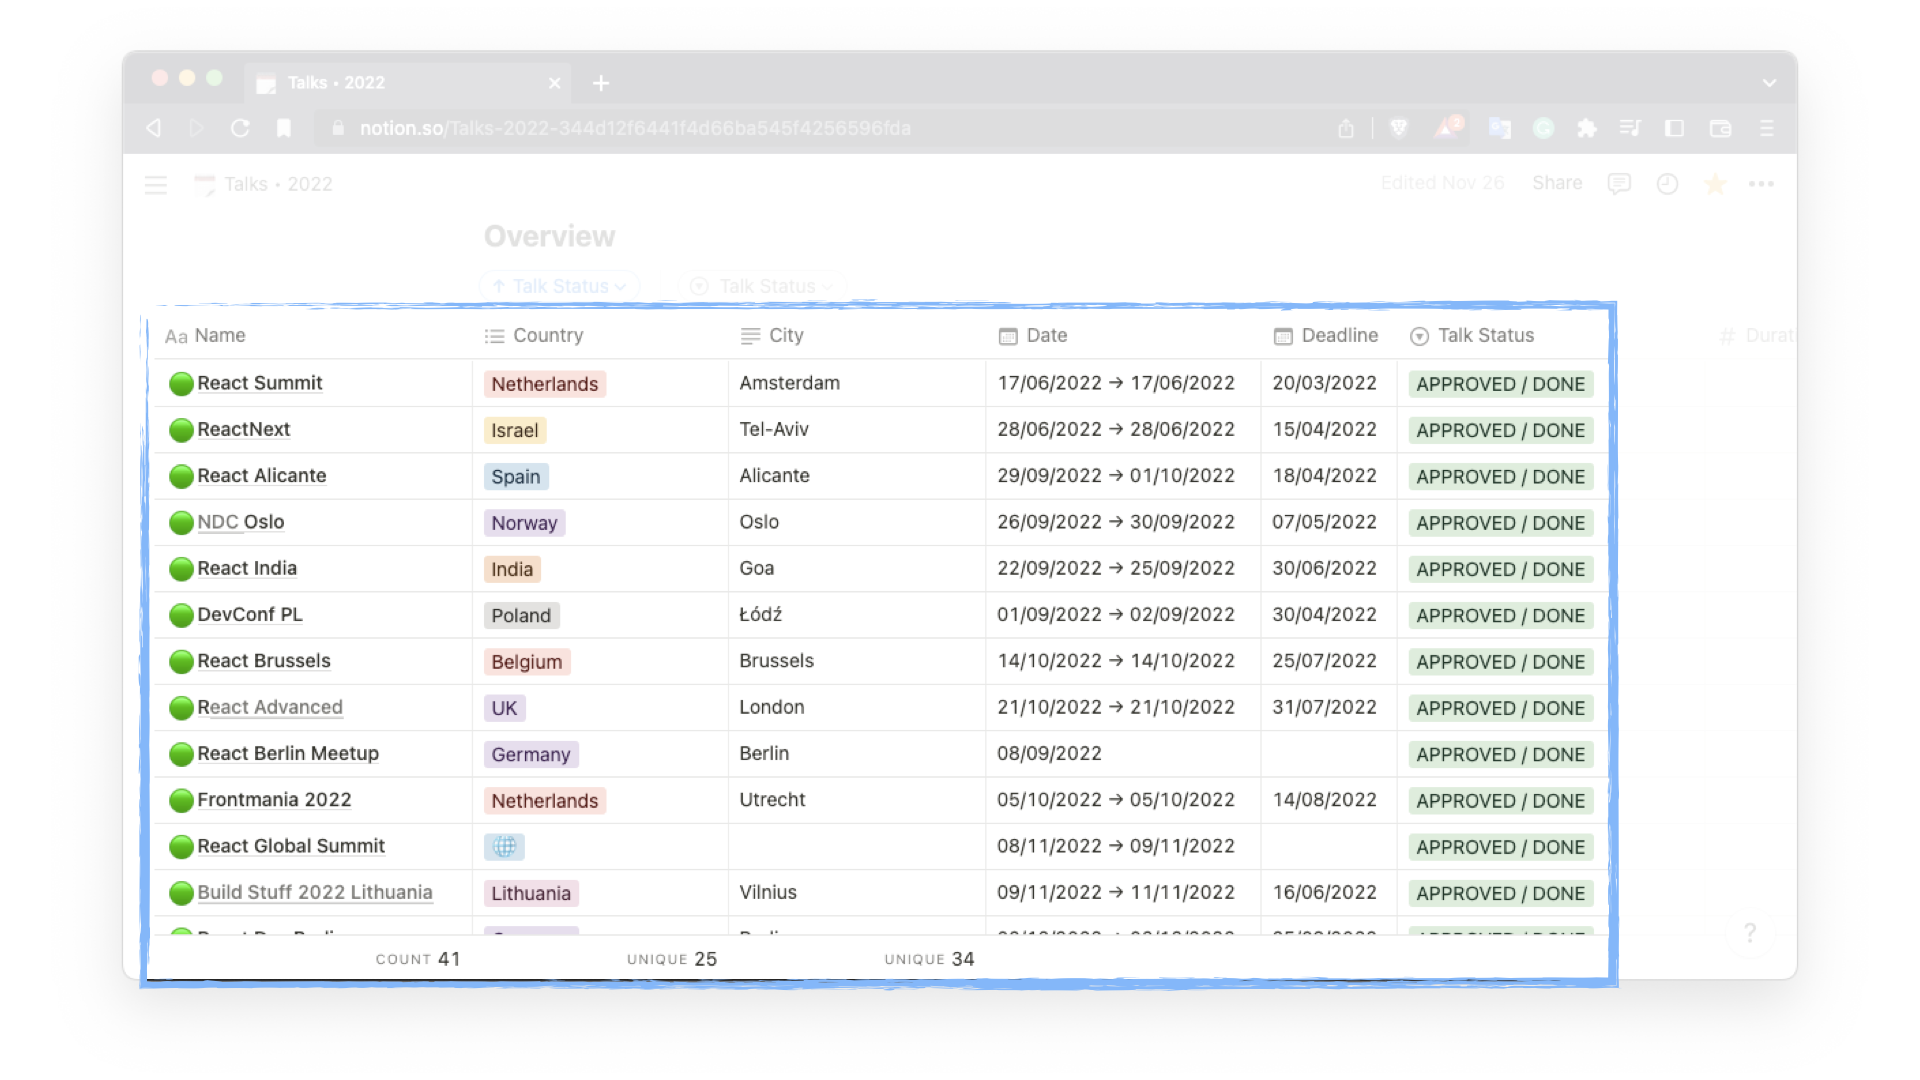 Talks • 2022
notion.so/Talks-2022-344d12f6441f4d66ba545f4256596fda
2
Talks • 2022
Edited Nov 26 Share
Overview
Talk Status Talk Status
Aa Name Country City Date Deadline Talk Status # Durat
React Summit Netherlands Amsterdam 17/06/2022 → 17/06/2022 20/03/2022 APPROVED / DONE
ReactNext Israel Tel-Aviv 28/06/2022 → 28/06/2022 15/04/2022 APPROVED / DONE
React Alicante Spain Alicante 29/09/2022 → 01/10/2022 18/04/2022 APPROVED / DONE
NDC Oslo Norway Oslo 26/09/2022 → 30/09/2022 07/05/2022 APPROVED / DONE
React India India Goa 22/09/2022 → 25/09/2022 30/06/2022 APPROVED / DONE
DevConf PL Poland Łódź 01/09/2022 → 02/09/2022 30/04/2022 APPROVED / DONE
React Brussels Belgium Brussels 14/10/2022 → 14/10/2022 25/07/2022 APPROVED / DONE
React Advanced UK London 21/10/2022 → 21/10/2022 31/07/2022 APPROVED / DONE
React Berlin Meetup Germany Berlin 08/09/2022 APPROVED / DONE
Frontmania 2022 Netherlands Utrecht 05/10/2022 → 05/10/2022 14/08/2022 APPROVED / DONE
React Global Summit 08/11/2022 → 09/11/2022 APPROVED / DONE
Build Stuff 2022 Lithuania Lithuania Vilnius 09/11/2022 → 11/11/2022 16/06/2022 APPROVED / DONE
?
COUNT 41 UNIQUE 25 UNIQUE 34